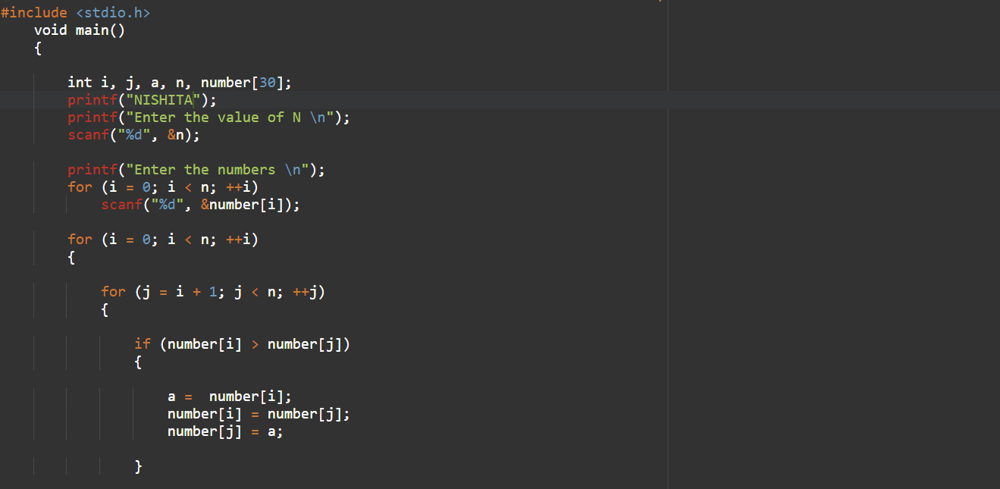 #include <stdio.h>
    void main()
    {

        int i, j, a, n, number[30];
        printf("NISHITA");
        printf("Enter the value of N \n");
        scanf("%d", &n);

        printf("Enter the numbers \n");
        for (i = 0; i < n; ++i)
            scanf("%d", &number[i]);

        for (i = 0; i < n; ++i)
        {

            for (j = i + 1; j < n; ++j)
            {

                if (number[i] > number[j])
                {

                    a =  number[i];
                    number[i] = number[j];
                    number[j] = a;

                }